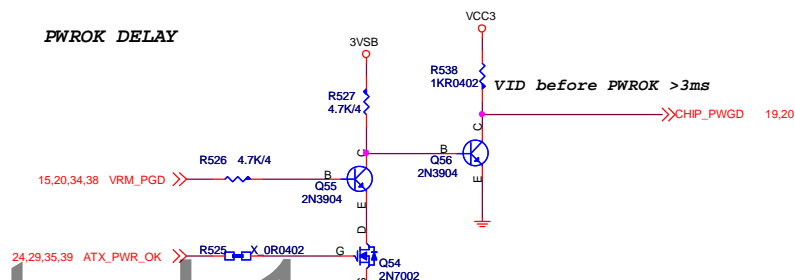 PWROK DELAY
VCC3
3VSB
R538
1KR0402
VID before PWROK >3ms
R527
4.7K/4
C
CHIP_PWGD 19,20
R526 4.7K/4
C
B
Q56
2N3904
15,20,34,38 VRM_PGD
B
Q55
2N3904
E
E
D
24,29,35,39 ATX_PWR_OK
R525 X_0R0402
G
Q54
2N7002
S